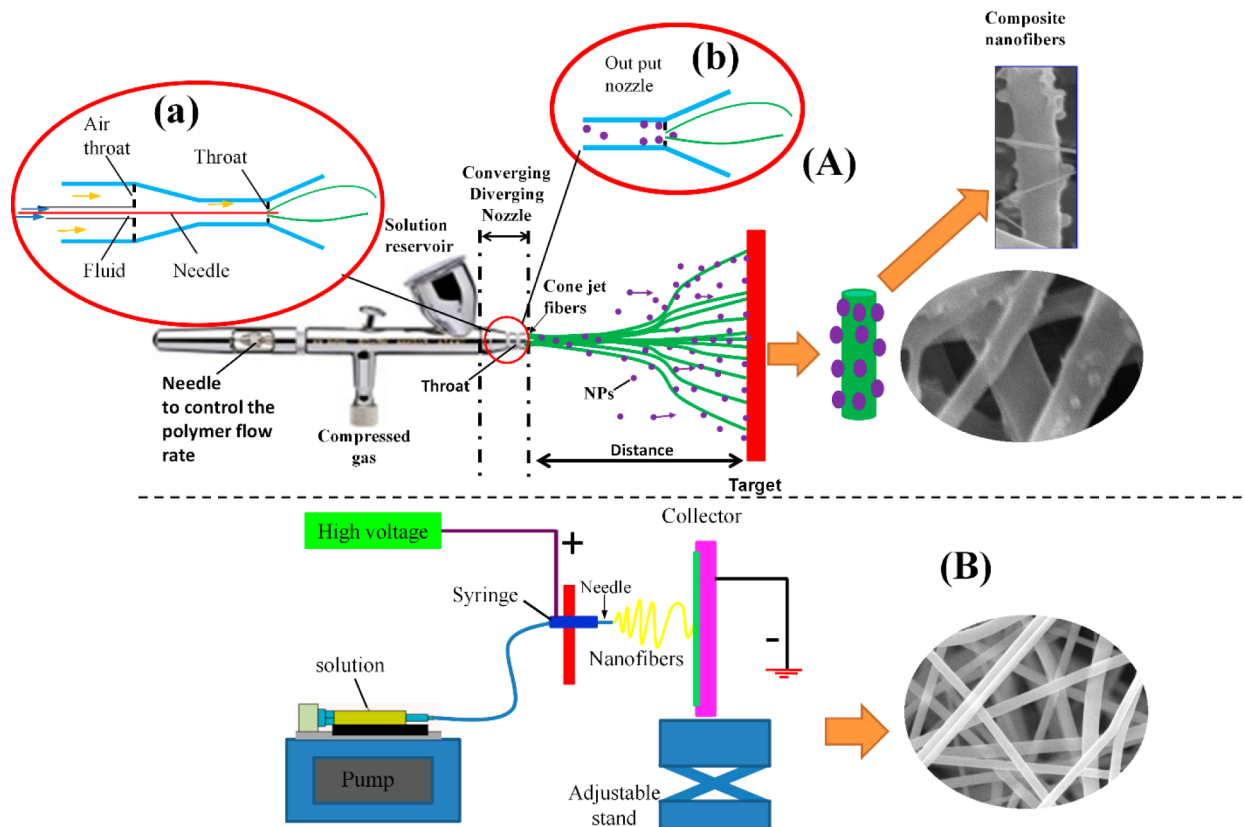 Composite
nanofibers
(a)
Air
throat
Throat
Fluid
Needle
(b)
Out put
nozzle
(A)
Converging
Diverging
Nozzle
Solution
reservoir
Cone jet
fibers
Throat
NPs
Needle
to control the
polymer flow
rate
Compressed
gas
Distance
Target
High voltage
+
Collector
(B)
Syringe
Needle
Nanofibers
-
solution
Pump
Adjustable
stand